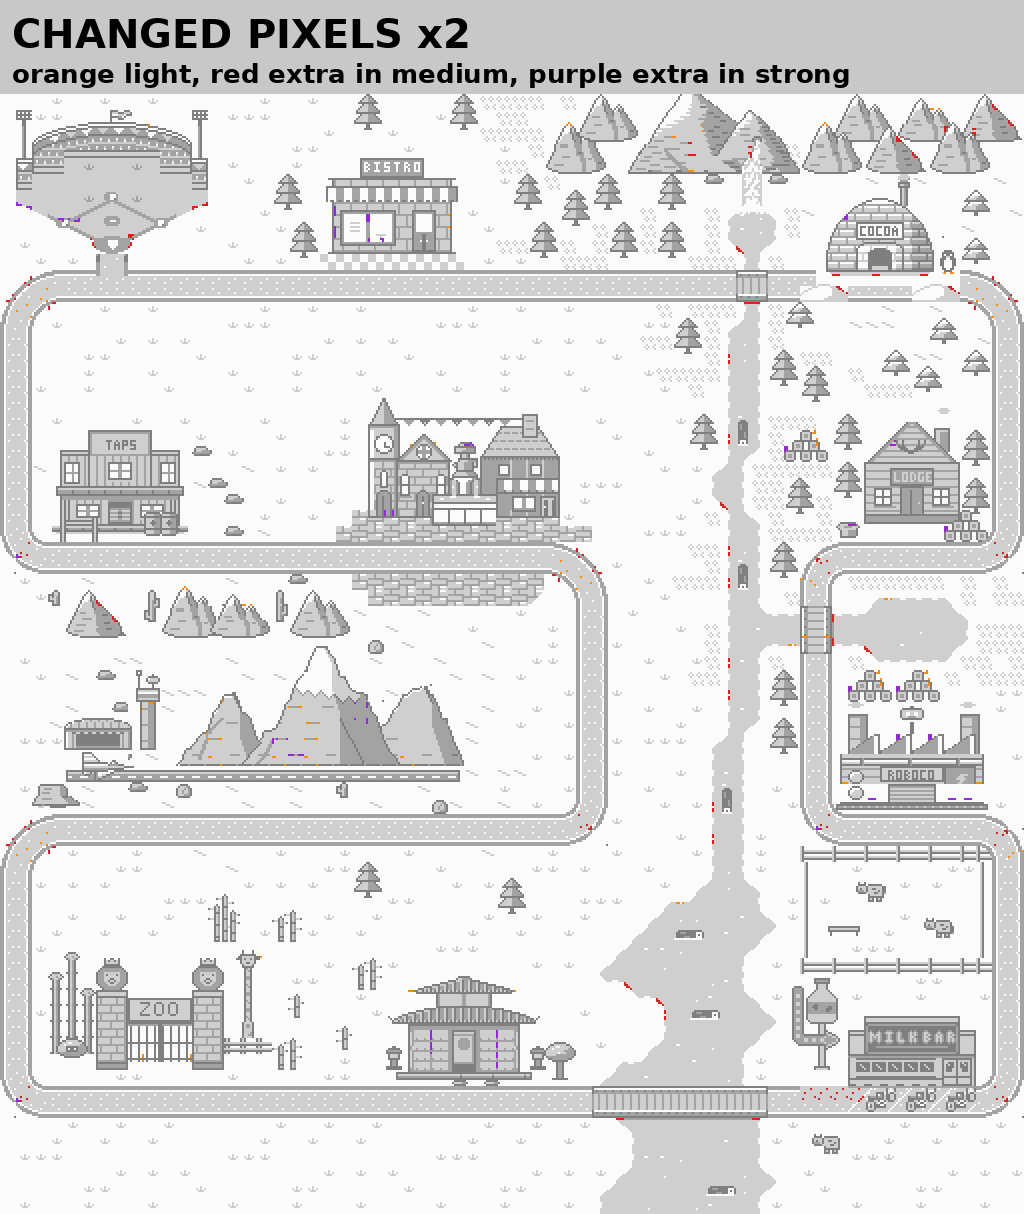 CHANGED PIXELS x2
orange light, red extra in medium, purple extra in strong
BISTRO
COCOA
TAPS
LODGE
ROBOCO
ZOO
MILKBAR